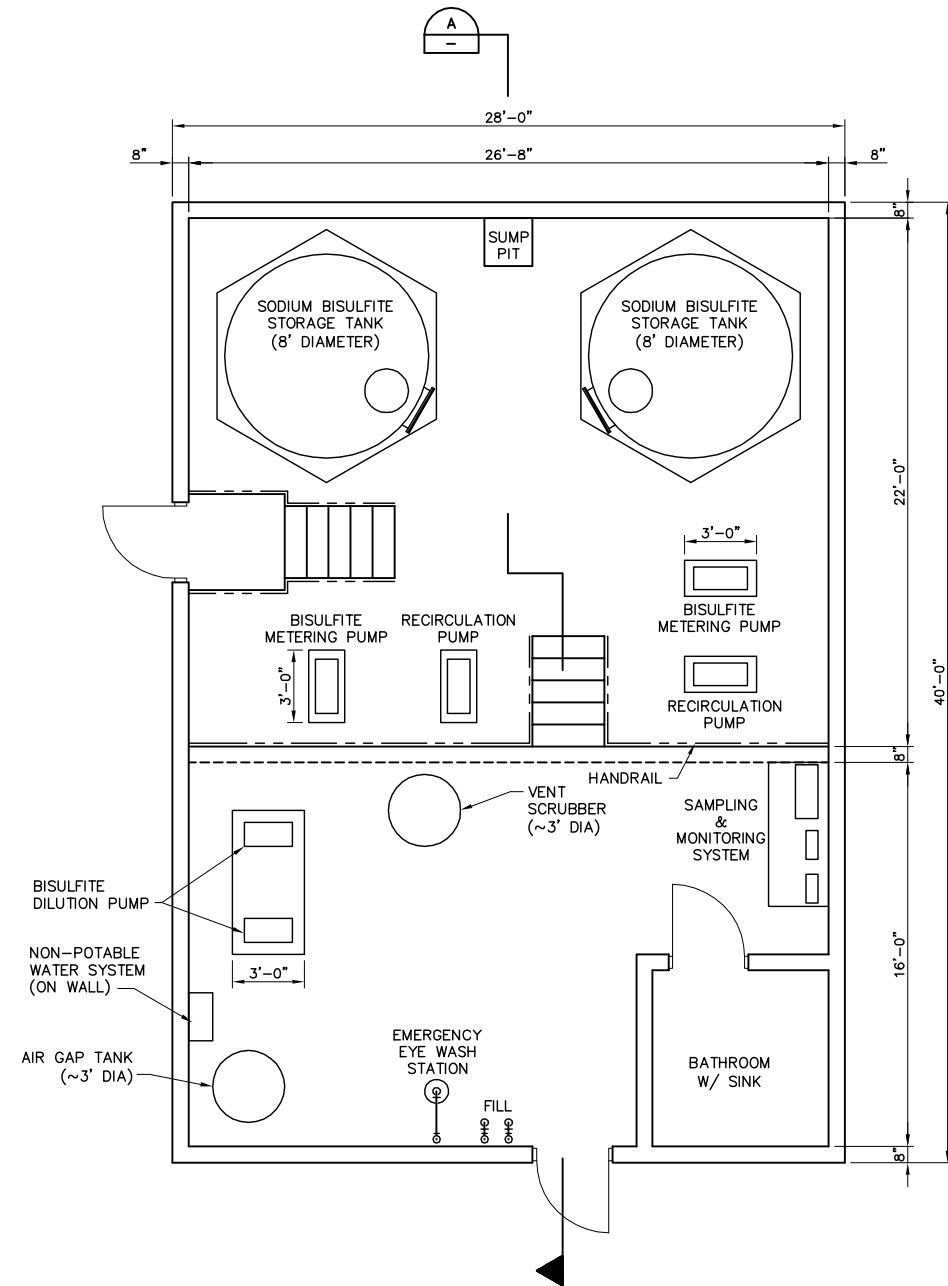 A
–
28'-0"
8"
26'-8"
8"
8"
SUMP
PIT
SODIUM BISULFITE
STORAGE TANK
(8' DIAMETER)
SODIUM BISULFITE
STORAGE TANK
(8' DIAMETER)
22'-0"
3'-0"
BISULFITE
METERING PUMP
RECIRCULATION
PUMP
BISULFITE
METERING PUMP
3'-0"
RECIRCULATION
PUMP
40'-0"
8"
HANDRAIL
VENT
SCRUBBER
(~3' DIA)
SAMPLING
&
MONITORING
SYSTEM
BISULFITE
DILUTION PUMP
3'-0"
NON-POTABLE
WATER SYSTEM
(ON WALL)
16'-0"
AIR GAP TANK
(~3' DIA)
EMERGENCY
EYE WASH
STATION
FILL
BATHROOM
W/ SINK
8"